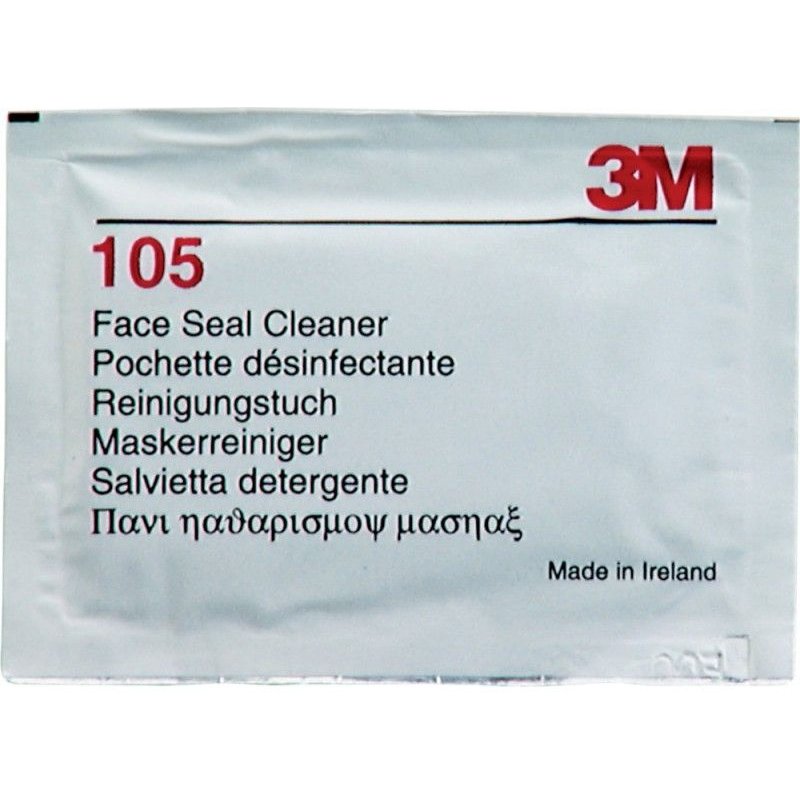 3M
105
Face Seal Cleaner
Pochette désinfectante
Reinigungstuch
Maskerreiniger
Salvietta detergente
Πανι ηαϑαρισμοψ μασηαξ
Made in Ireland